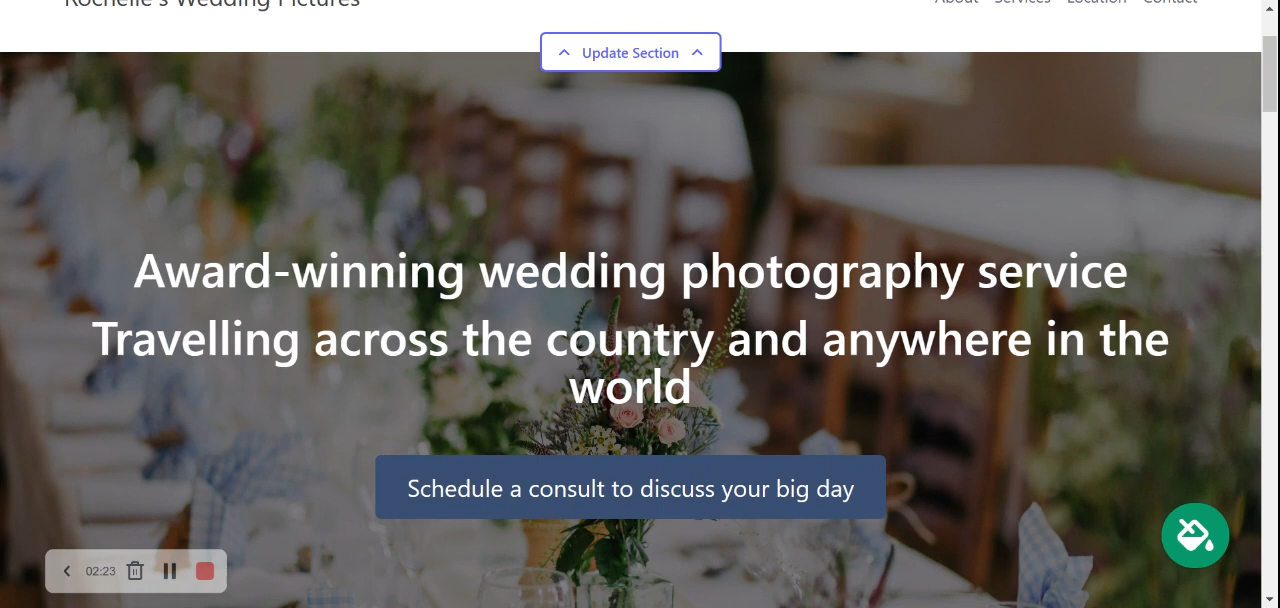 Rochelle's Wedding Pictures
About Services Location Contact
Update Section
Award-winning wedding photography service
Travelling across the country and anywhere in the
world
Schedule a consult to discuss your big day
02:23